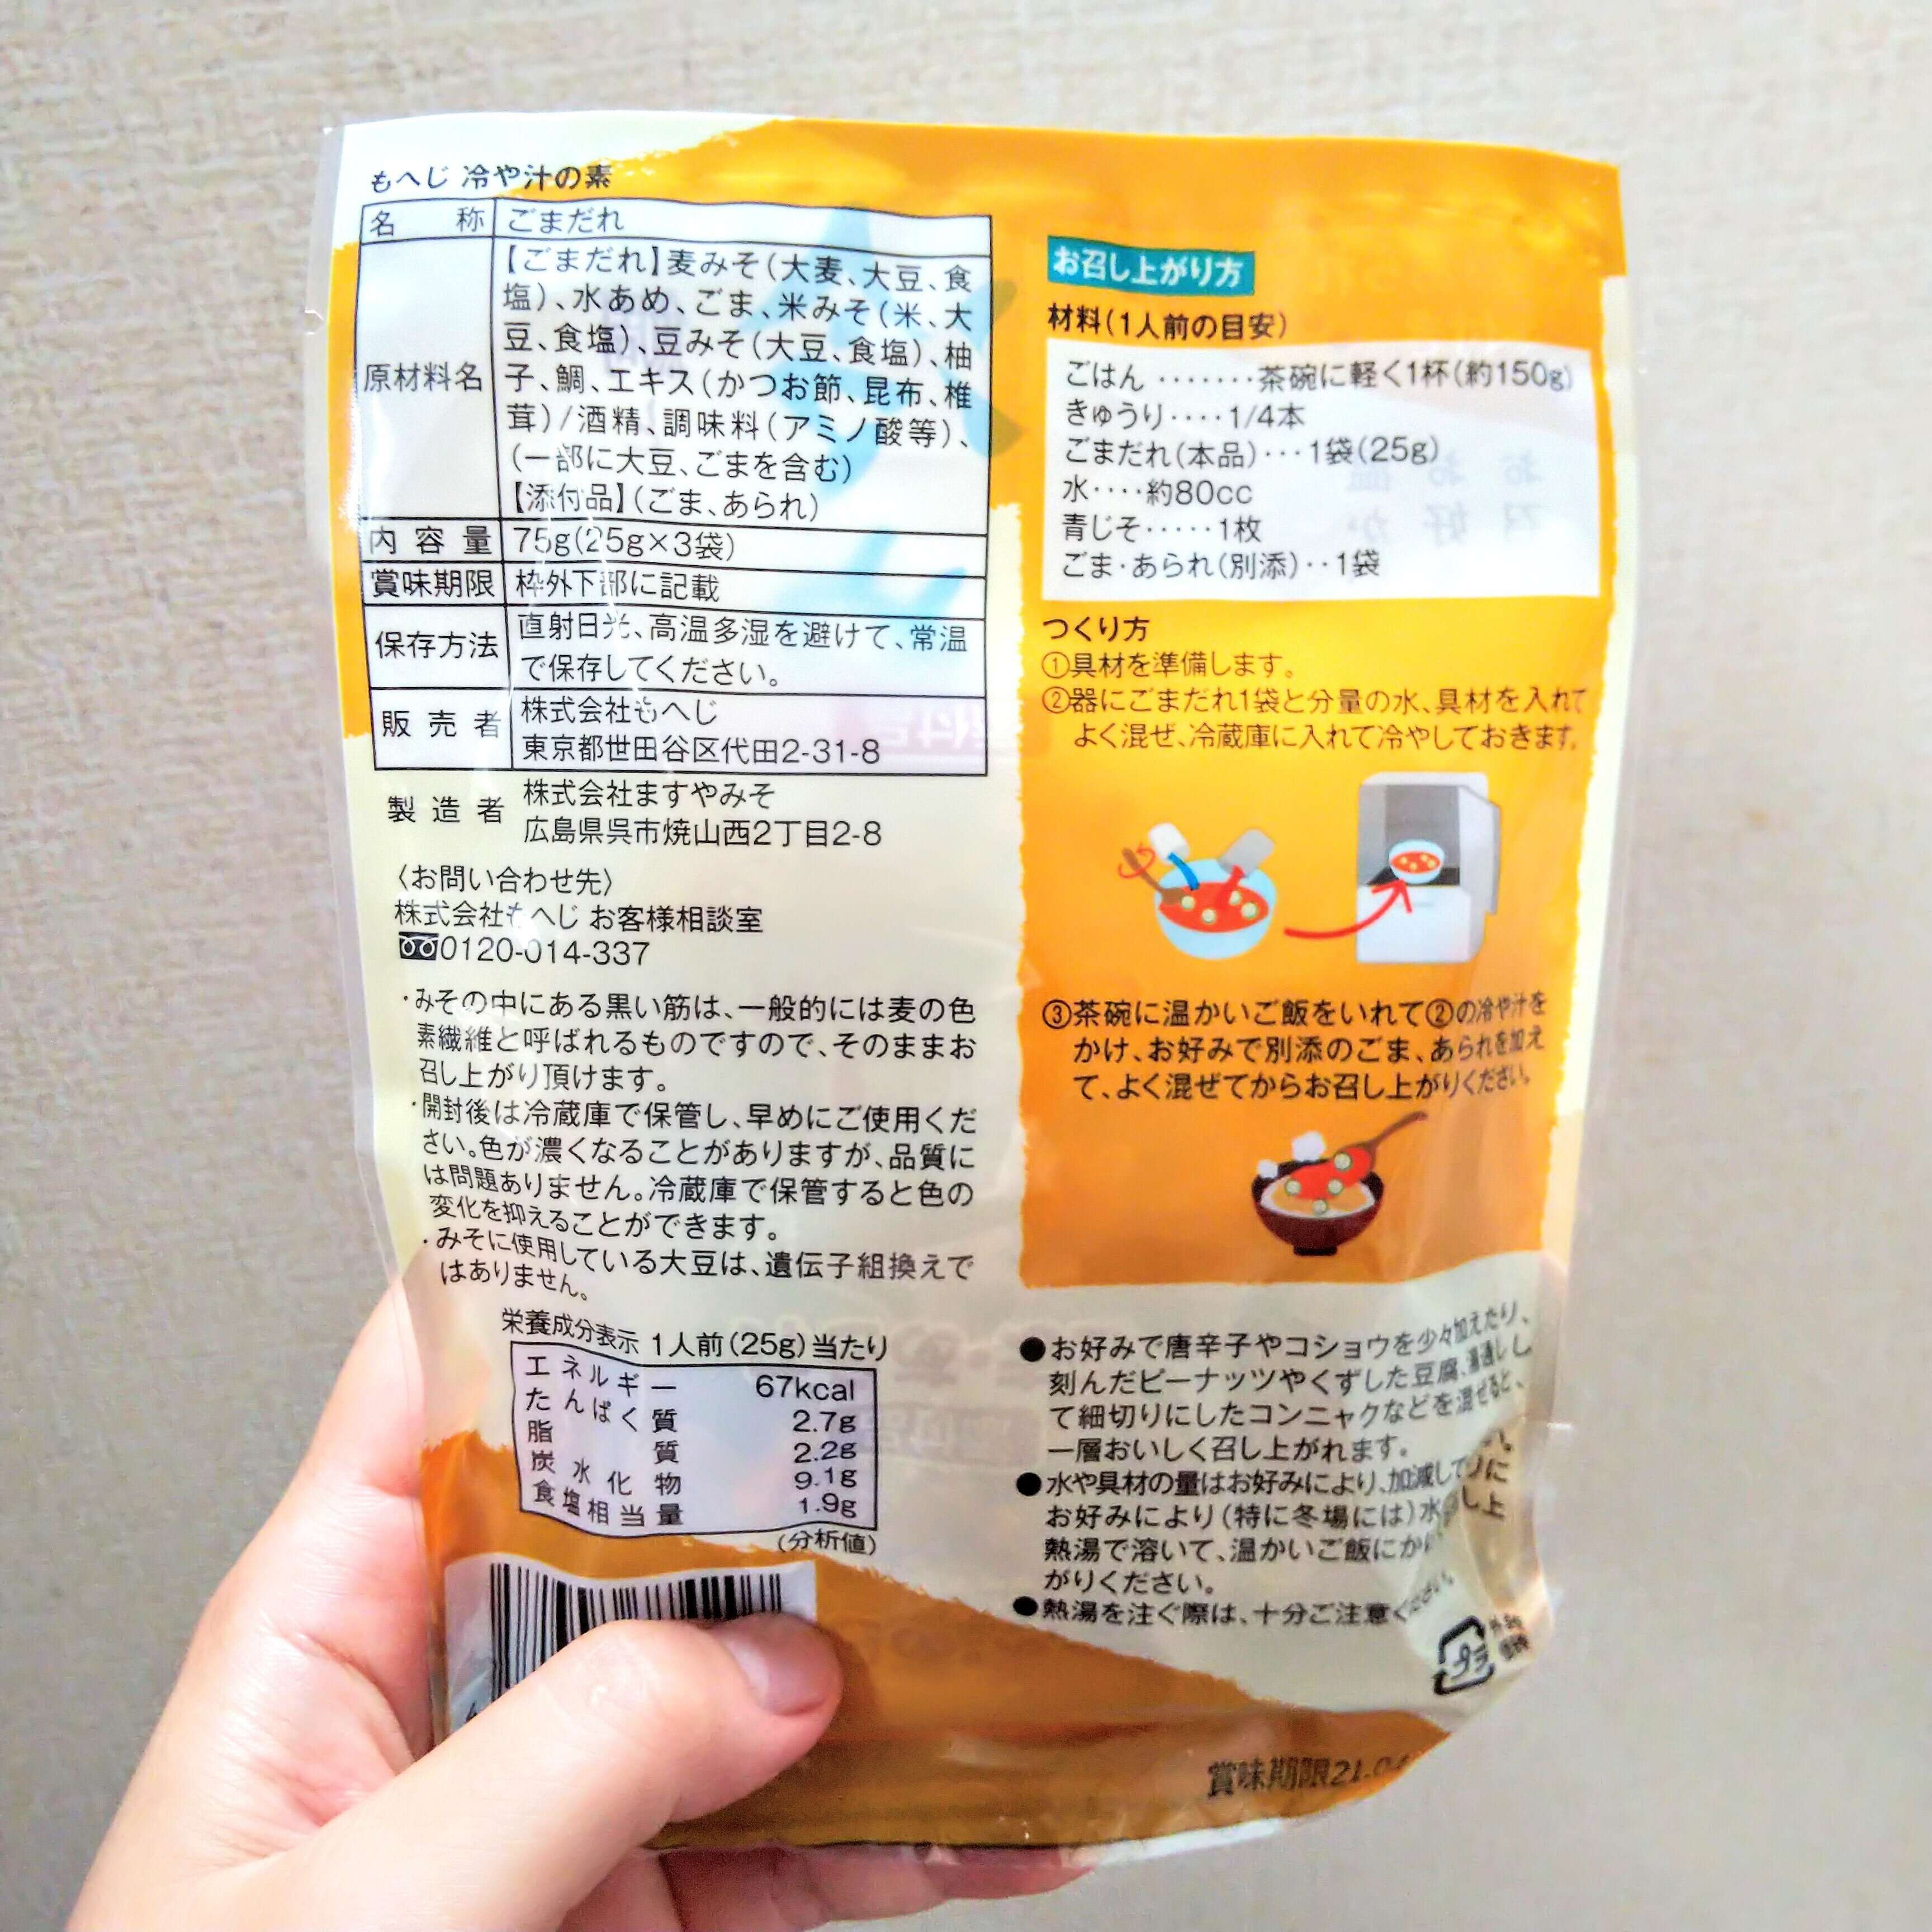 もへじ 冷や汁の素
名称 ごまだれ
原材料名
【ごまだれ】麦みそ(大麦、大豆、食
塩)、水あめ、ごま、米みそ(米、大
豆、食塩)、豆みそ(大豆、食塩)、柚
子、鯛、エキス(かつお節、昆布、椎
茸)/酒精、調味料(アミノ酸等)、
(一部に大豆、ごまを含む)
【添付品】(ごま、あられ)
内容量 75g(25g×3袋)
賞味期限 枠外下部に記載
保存方法 直射日光、高温多湿を避けて、常温
で保存してください。
販売者 株式会社もへじ
東京都世田谷区代田2-31-8
製造者 株式会社ますやみそ
広島県呉市焼山西2丁目2-8
〈お問い合わせ先〉
株式会社もへじ お客様相談室
0120-014-337
・みその中にある黒い筋は、一般的には麦の色
素繊維と呼ばれるものですので、そのままお
召し上がり頂けます。
・開封後は冷蔵庫で保管し、早めにご使用くだ
さい。色が濃くなることがありますが、品質に
は問題ありません。冷蔵庫で保管すると色の
変化を抑えることができます。
・みそに使用している大豆は、遺伝子組換えで
はありません。
栄養成分表示 1人前(25g)当たり
エネルギー 67kcal
たんぱく質 2.7g
脂質 2.2g
炭水化物 9.1g
食塩相当量 1.9g
(分析値)
お召し上がり方
材料(1人前の目安)
ごはん ・・・・・・・茶碗に軽く1杯(約150g)
きゅうり・・・・1/4本
ごまだれ(本品)・・・1袋(25g)
水・・・・約80cc
青じそ・・・・・1枚
ごま・あられ(別添)・・1袋
つくり方
①具材を準備します。
②器にごまだれ1袋と分量の水、具材を入れて
よく混ぜ、冷蔵庫に入れて冷やしておきます。
③茶碗に温かいご飯をいれて②の冷や汁を
かけ、お好みで別添のごま、あられを加え
て、よく混ぜてからお召し上がりください。
●お好みで唐辛子やコショウを少々加えたり、
刻んだピーナッツやくずした豆腐、湯通しし
て細切りにしたコンニャクなどを混ぜると、
一層おいしく召し上がれます。
●水や具材の量はお好みにより、加減して
お好みにより(特に冬場には)水
熱湯で溶いて、温かいご飯にか
がりください。
●熱湯を注ぐ際は、十分ご注意ください。
プラ
賞味期限21.04